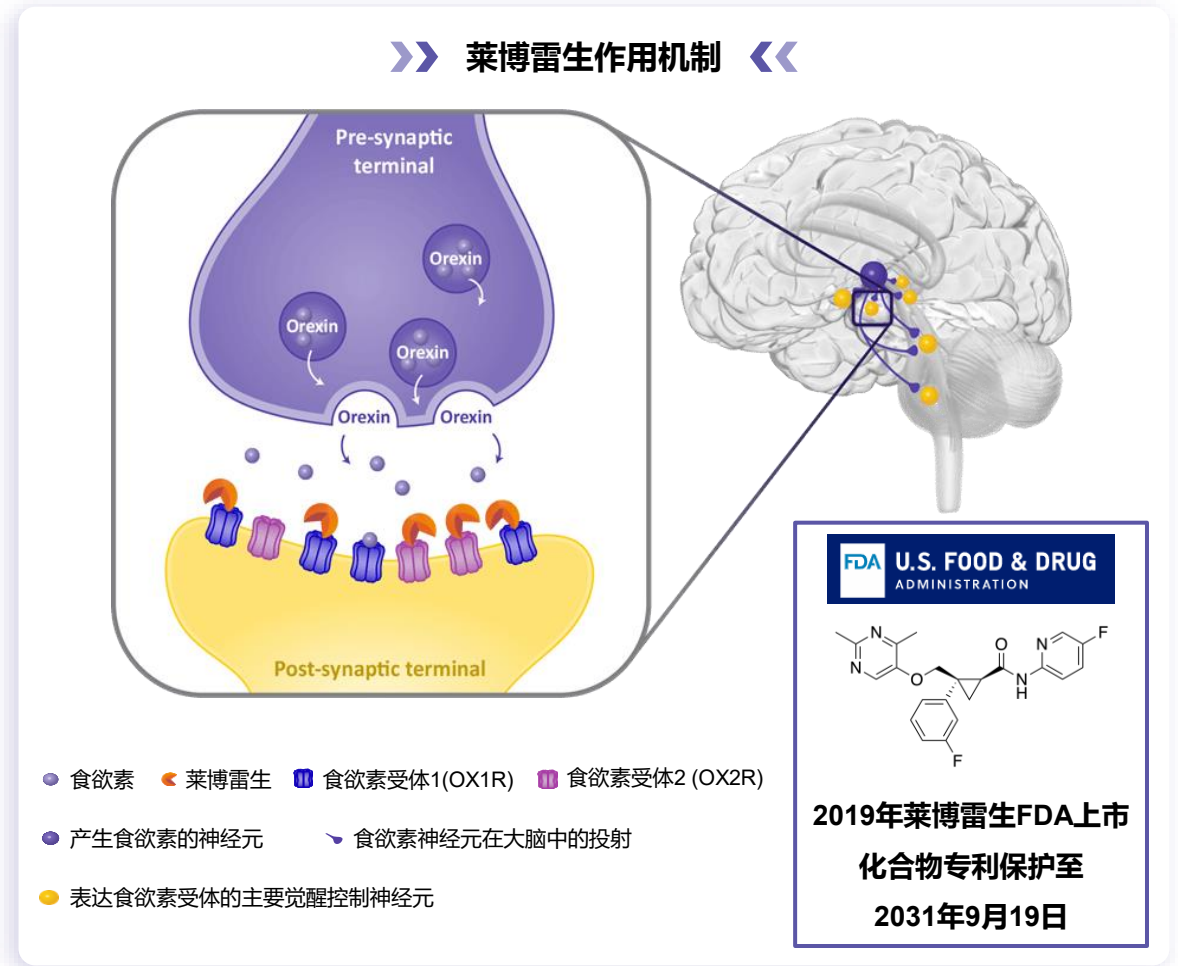 莱博雷生作用机制
Pre-synaptic
terminal
Orexin
Orexin
Orexin
Orexin
Orexin
Post-synaptic terminal
FDA U.S. FOOD & DRUG
ADMINISTRATION
N
N
O
O
N
H
N
F
F
2019年莱博雷生FDA上市
化合物专利保护至
2031年9月19日
食欲素 莱博雷生 食欲素受体1(OX1R) 食欲素受体2 (OX2R)
产生食欲素的神经元 食欲素神经元在大脑中的投射
表达食欲素受体的主要觉醒控制神经元